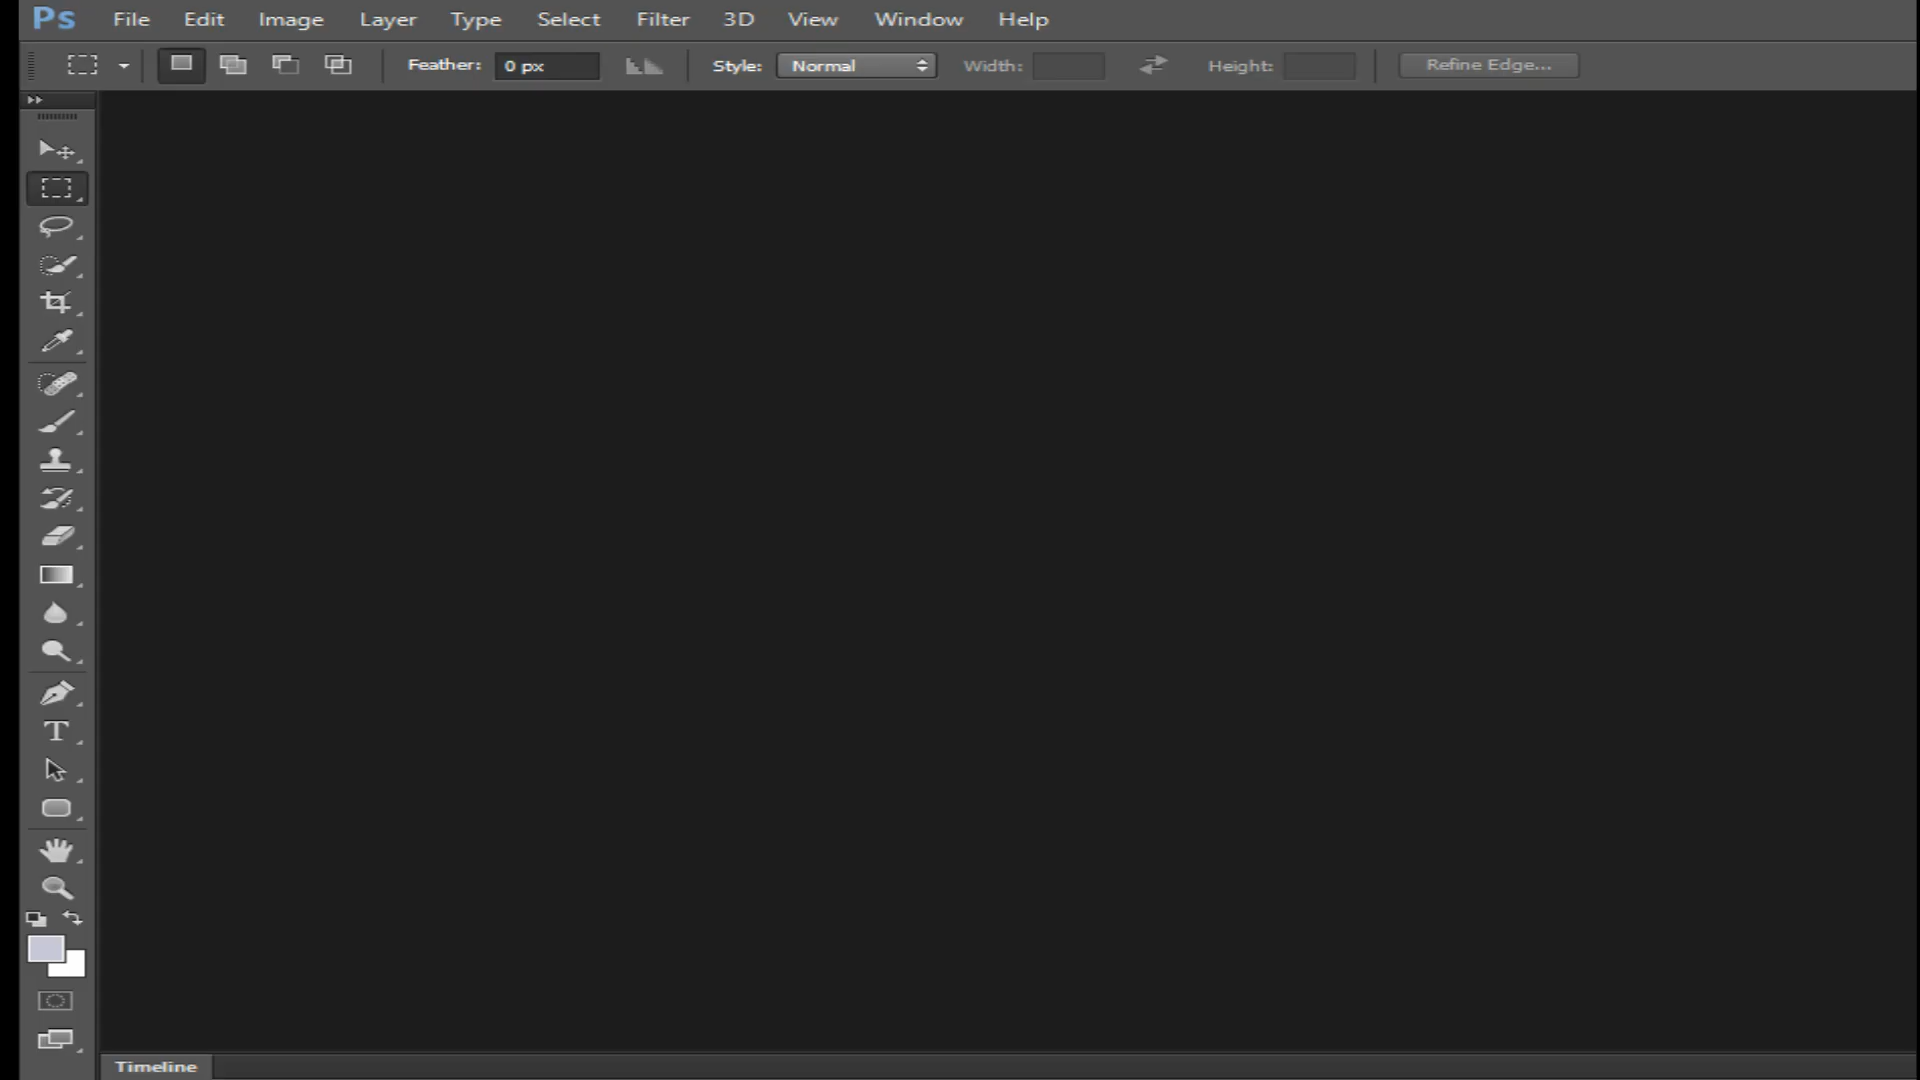 Ps File Edit Image Layer Type Select Filter 3D View Window Help
Feather: 0 px Style: Normal Width: Height: Refine Edge...
T
Timeline